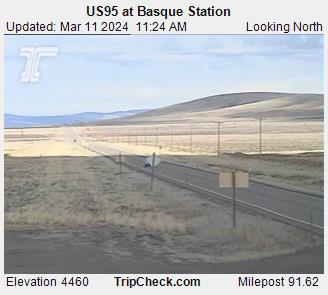 US95 at Basque Station
Updated: Mar 11 2024 11:24 AM Looking North
Elevation 4460 TripCheck.com Milepost 91.62